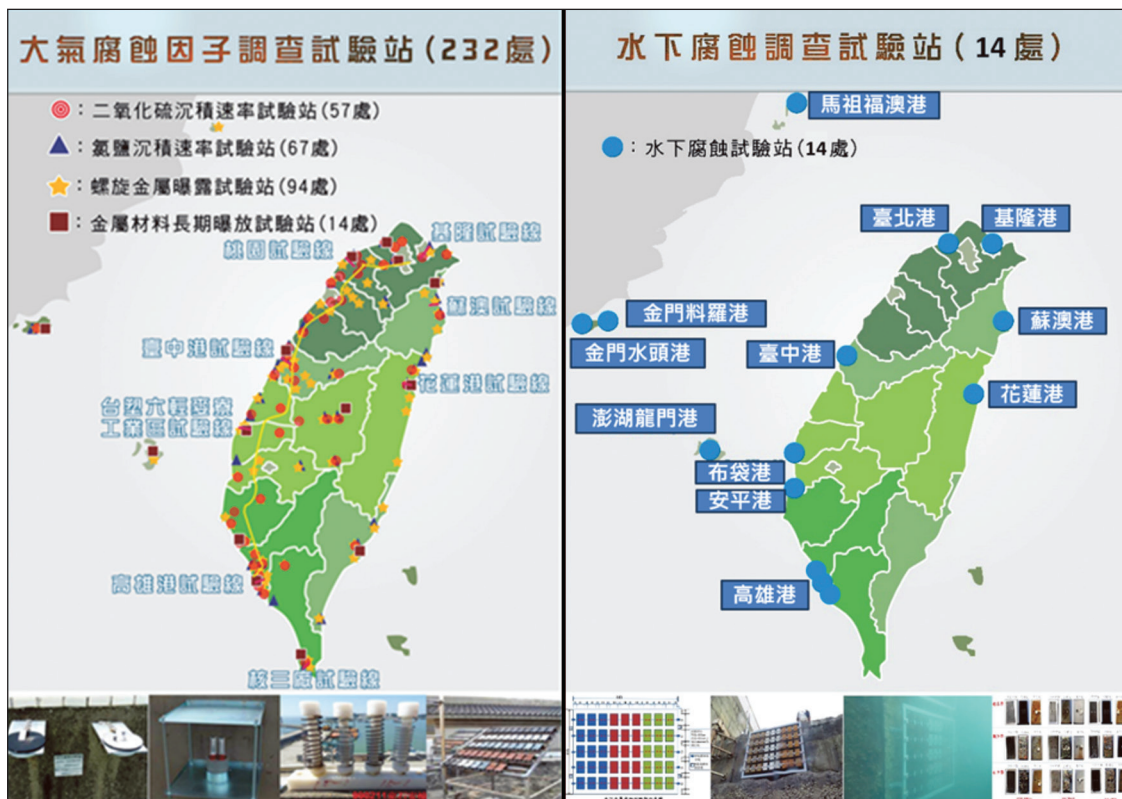 大氣腐蝕因子調查試驗站(232處)
：二氧化硫沉積速率試驗站(57處)
：氯鹽沉積速率試驗站(67處)
：螺旋金屬曝露試驗站(94處)
：金屬材料長期曝放試驗站(14處)
基隆試驗線
桃園試驗線
蘇澳試驗線
臺中港試驗線
花蓮港試驗線
台塑六輕麥寮
工業區試驗線
高雄港試驗線
核三廠試驗線
水下腐蝕調查試驗站(14處)
馬祖福澳港
：水下腐蝕試驗站(14處)
臺北港
基隆港
金門料羅港
蘇澳港
金門水頭港
臺中港
花蓮港
澎湖龍門港
布袋港
安平港
高雄港